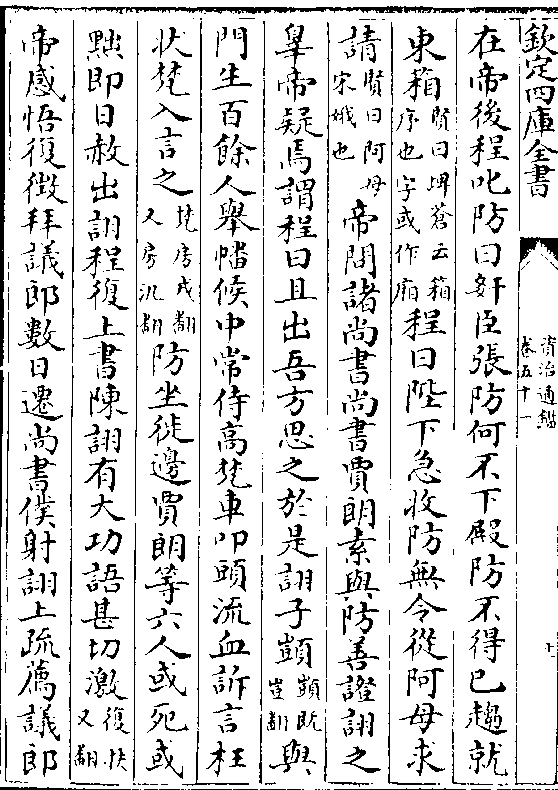 欽定四庫全書
資治通鑑
卷五十一
在帝後程叱防曰奸臣張防何不下殿防不得已趨就
東箱賢曰埤蒼云箱序也字或作廂程曰陛下急收防無令從阿母求
請賢曰阿母宋娥也帝問諸尚書尚書賈朗素與防善證詡之
辠帝疑焉謂程曰且出吾方思之於是詡子顗顗既豈翻與
門生百餘人舉幡候中常侍高梵車叩頭流血訴言枉
狀梵入言之梵房戎翻又房汎翻防坐徙邊賈朗等六人或死或
黜即日赦出詡程復上書陳詡有大功語甚切激復扶又翻
帝感悟復徴拜議郎數日遷尚書僕射詡上疏薦議郎